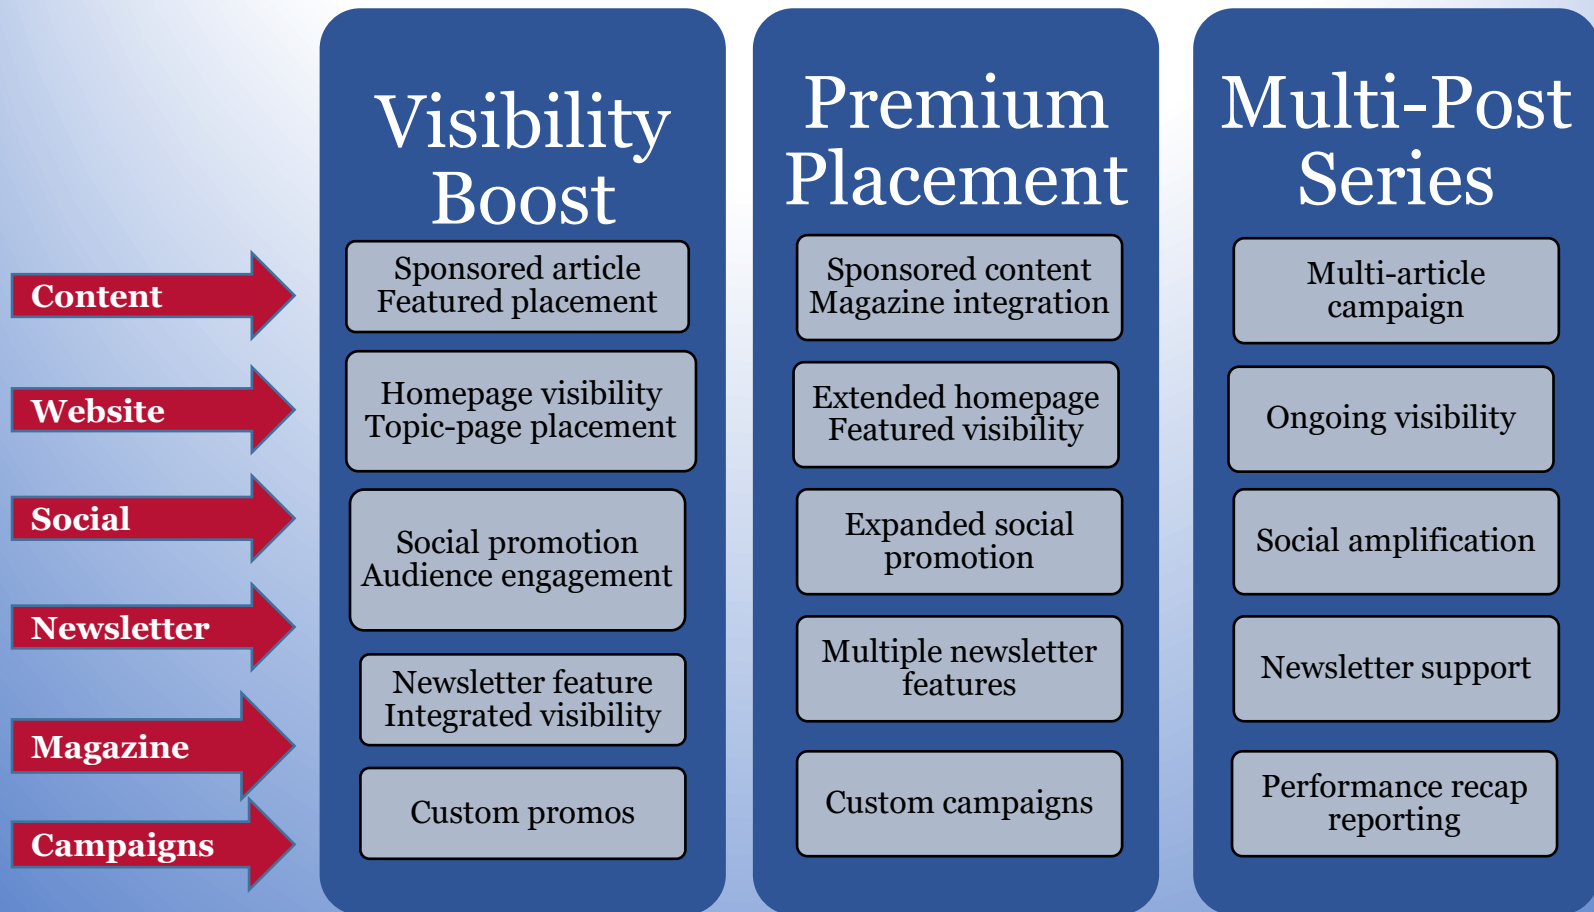 Visibility
Boost
Premium
Placement
Multi-Post
Series
Content
Sponsored article
Featured placement
Sponsored content
Magazine integration
Multi-article
campaign
Website
Homepage visibility
Topic-page placement
Extended homepage
Featured visibility
Ongoing visibility
Social
Social promotion
Audience engagement
Expanded social
promotion
Social amplification
Newsletter
Newsletter feature
Integrated visibility
Multiple newsletter
features
Newsletter support
Magazine
Custom promos
Custom campaigns
Performance recap
reporting
Campaigns